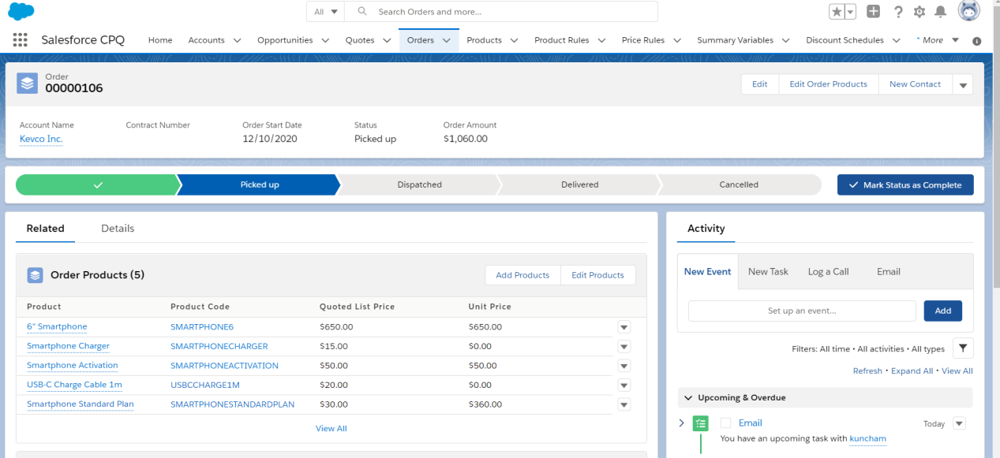 All Search Orders and more...
Salesforce CPQ Home Accounts Opportunities Quotes Orders Products Product Rules Price Rules Summary Variables Discount Schedules * More
Order
00000106
Edit Edit Order Products New Contact
Account Name Contract Number Order Start Date Status Order Amount
Kevco Inc. 12/10/2020 Picked up $1,060.00
Picked up Dispatched Delivered Cancelled Mark Status as Complete
Related Details
Order Products (5) Add Products Edit Products
Product Product Code Quoted List Price Unit Price
6" Smartphone SMARTPHONE6 $650.00 $650.00
Smartphone Charger SMARTPHONECHARGER $15.00 $0.00
Smartphone Activation SMARTPHONEACTIVATION $50.00 $50.00
USB-C Charge Cable 1m USBCCHARGE1M $20.00 $0.00
Smartphone Standard Plan SMARTPHONESTANDARDPLAN $30.00 $360.00
View All
Activity
New Event New Task Log a Call Email
Set up an event... Add
Filters: All time • All activities • All types
Refresh • Expand All • View All
Upcoming & Overdue
Email Today
You have an upcoming task with kuncham